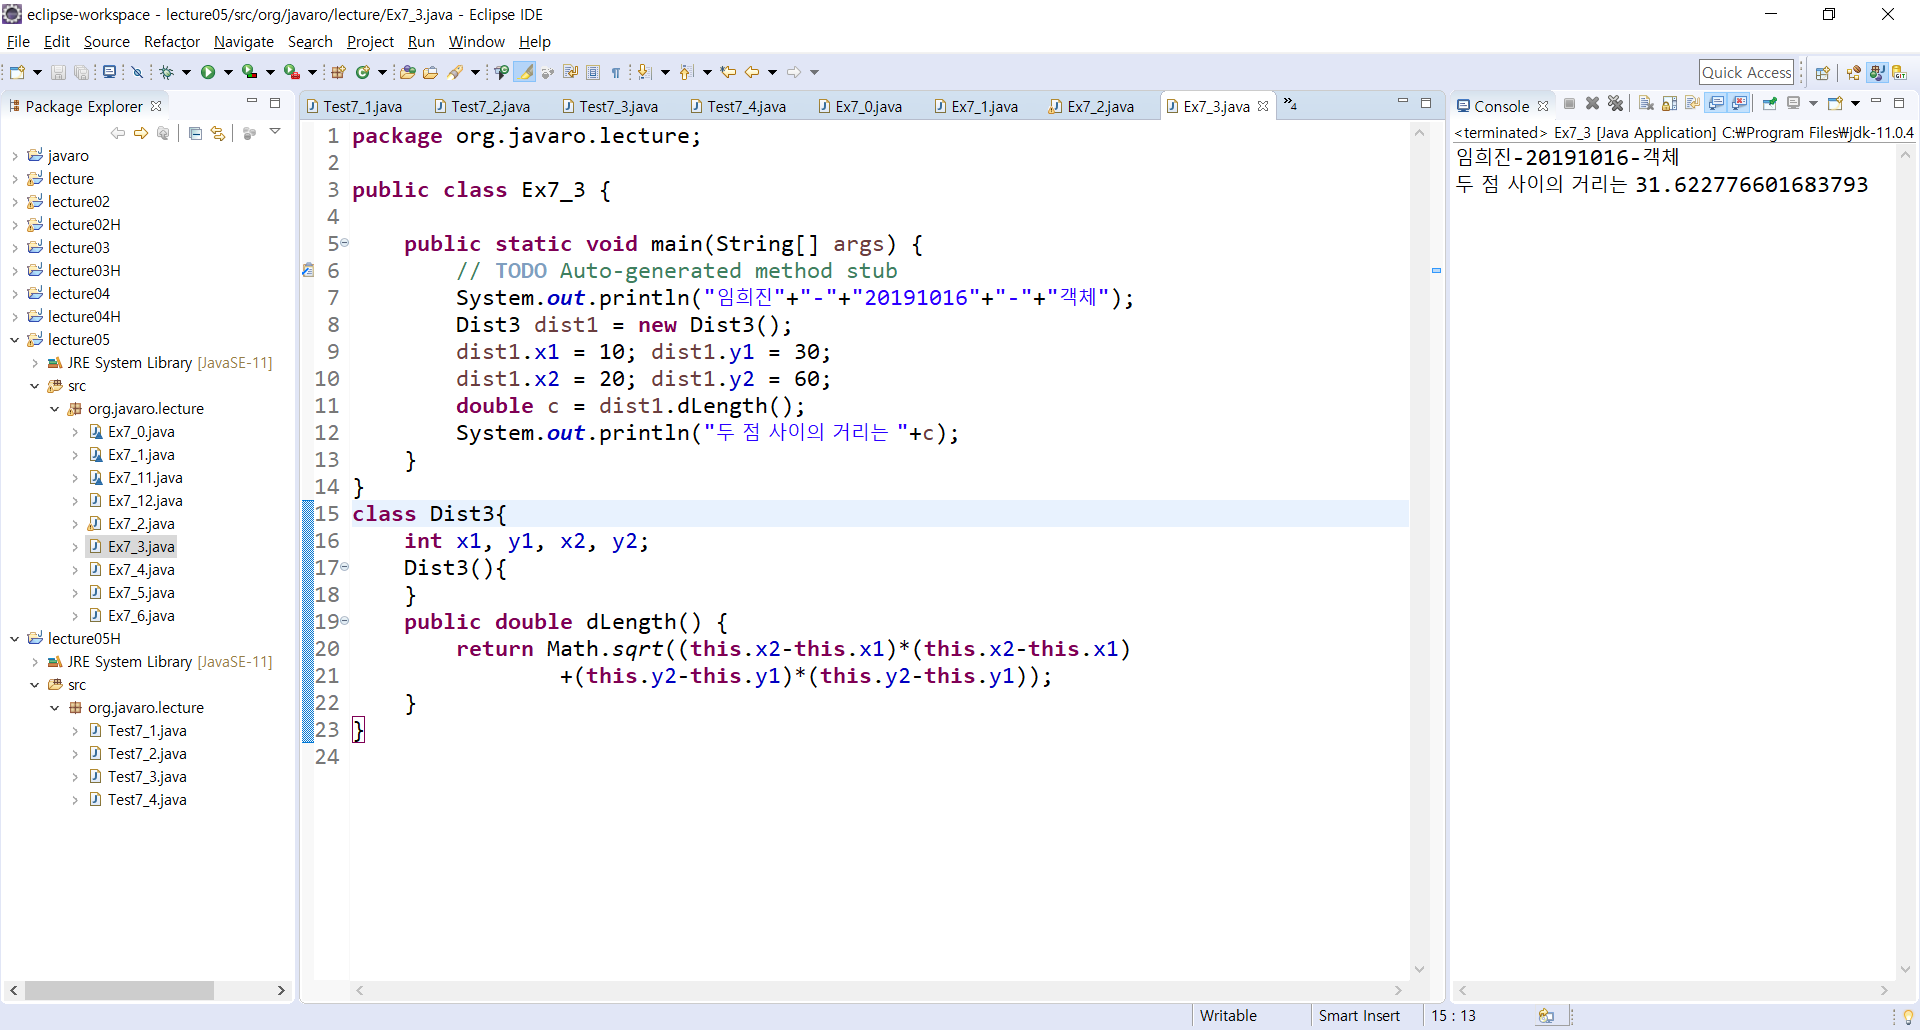 eclipse-workspace - lecture05/src/org/javaro/lecture/Ex7_3.java - Eclipse IDE
File Edit Source Refactor Navigate Search Project Run Window Help
Quick Access
Package Explorer
javaro
lecture
lecture02
lecture02H
lecture03
lecture03H
lecture04
lecture04H
lecture05
JRE System Library [JavaSE-11]
src
org.javaro.lecture
Ex7_0.java
Ex7_1.java
Ex7_11.java
Ex7_12.java
Ex7_2.java
Ex7_3.java
Ex7_4.java
Ex7_5.java
Ex7_6.java
lecture05H
JRE System Library [JavaSE-11]
src
org.javaro.lecture
Test7_1.java
Test7_2.java
Test7_3.java
Test7_4.java
Test7_1.java Test7_2.java Test7_3.java Test7_4.java Ex7_0.java Ex7_1.java Ex7_2.java Ex7_3.java »4
1 package org.javaro.lecture;
2
3 public class Ex7_3 {
4
5 public static void main(String[] args) {
6 // TODO Auto-generated method stub
7 System.out.println("임희진"+"-"+"20191016"+"-"+"객체");
8 Dist3 dist1 = new Dist3();
9 dist1.x1 = 10; dist1.y1 = 30;
10 dist1.x2 = 20; dist1.y2 = 60;
11 double c = dist1.dLength();
12 System.out.println("두 점 사이의 거리는 "+c);
13 }
14 }
15 class Dist3{
16 int x1, y1, x2, y2;
17 Dist3(){
18 }
19 public double dLength() {
20 return Math.sqrt((this.x2-this.x1)*(this.x2-this.x1)
21 +(this.y2-this.y1)*(this.y2-this.y1));
22 }
23 }
24
Console
<terminated> Ex7_3 [Java Application] C:₩Program Files₩jdk-11.0.4
임희진-20191016-객체
두 점 사이의 거리는 31.622776601683793
Writable Smart Insert 15 : 13